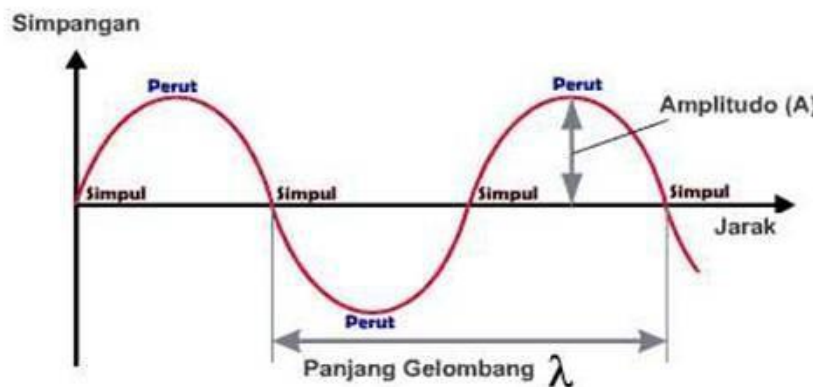 Simpangan
Perut
Perut
Amplitudo (A)
Simpul
Simpul
Simpul
Simpul
Jarak
Perut
Panjang Gelombang λ